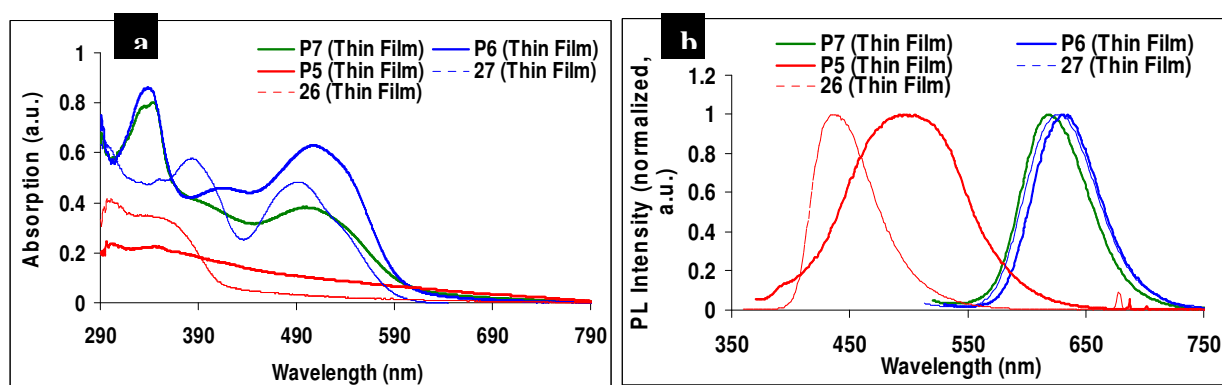 a
P7 (Thin Film) P6 (Thin Film)
P5 (Thin Film) 27 (Thin Film)
26 (Thin Film)
Absorption (a.u.)
1
0.8
0.6
0.4
0.2
0
290 390 490 590 690 790
Wavelength (nm)
b
P7 (Thin Film) P6 (Thin Film)
P5 (Thin Film) 27 (Thin Film)
26 (Thin Film)
PL Intensity (normalized,
a.u.)
1.2
1
0.8
0.6
0.4
0.2
0
350 450 550 650 750
Wavelength (nm)